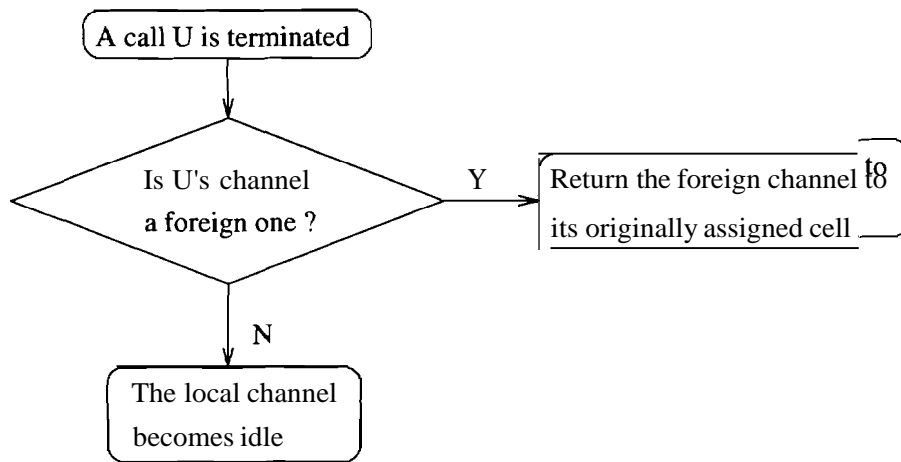 A call U is terminated
Is U's channel
a foreign one ?
Y
Return the foreign channel to
its originally assigned cell
N
The local channel
becomes idle